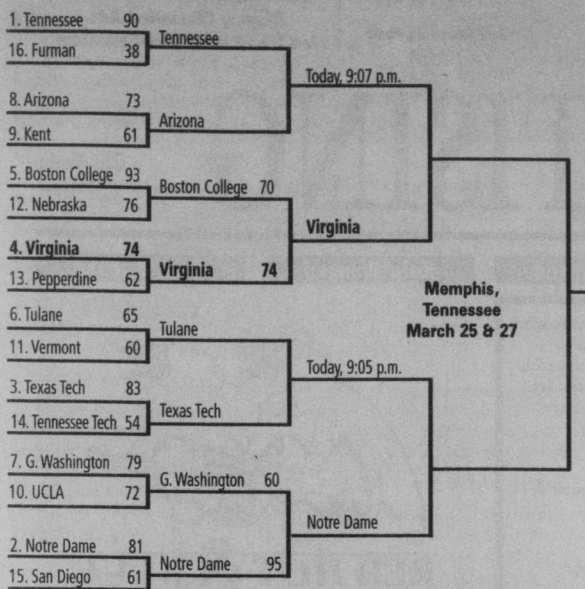 1. Tennessee 90
16. Furman 38
8. Arizona 73
9. Kent 61
5. Boston College 93
12. Nebraska 76
4. Virginia 74
13. Pepperdine 62
6. Tulane 65
11. Vermont 60
3. Texas Tech 83
14. Tennessee Tech 54
7. G. Washington 79
10. UCLA 72
2. Notre Dame 81
15. San Diego 61
Tennessee
Arizona
Boston College 70
Virginia 74
Tulane
Texas Tech
G. Washington 60
Notre Dame 95
Today, 9:07 p.m.
Virginia
Today, 9:05 p.m.
Notre Dame
Memphis,
Tennessee
March 25 & 27